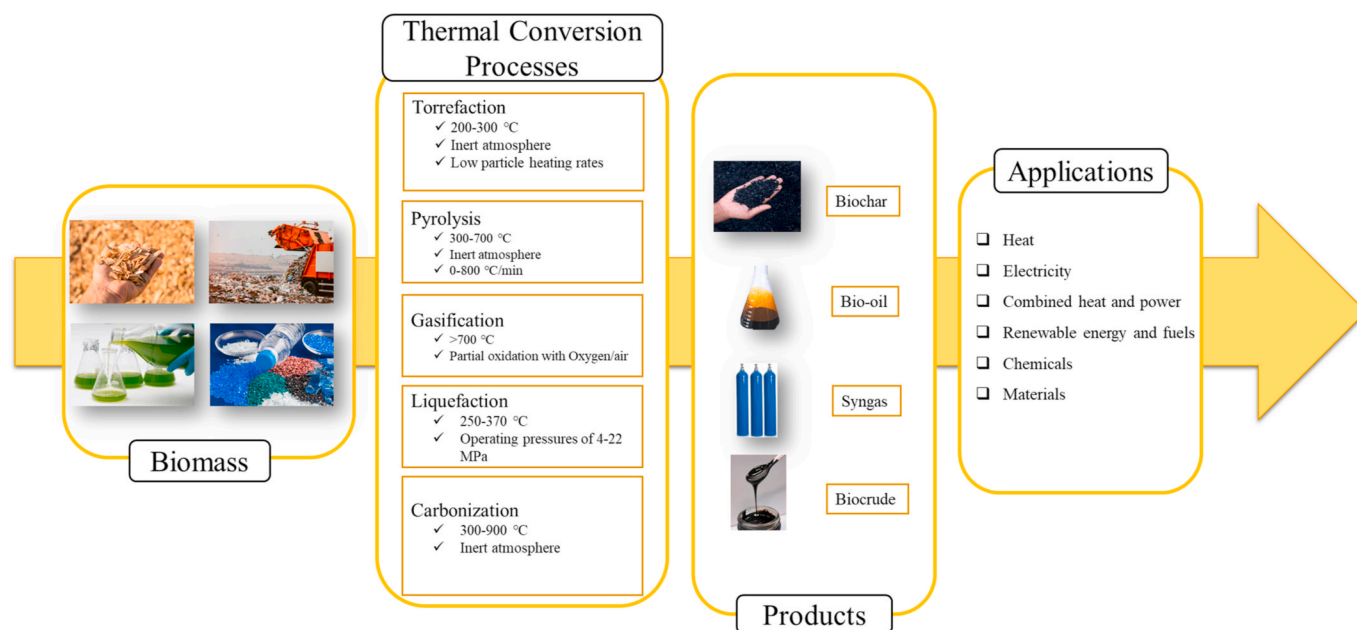 Biomass
Thermal Conversion
Processes
Torrefaction
✓ 200-300 °C
✓ Inert atmosphere
✓ Low particle heating rates
Pyrolysis
✓ 300-700 °C
✓ Inert atmosphere
✓ 0-800 °C/min
Gasification
✓ >700 °C
✓ Partial oxidation with Oxygen/air
Liquefaction
✓ 250-370 °C
✓ Operating pressures of 4-22
MPa
Carbonization
✓ 300-900 °C
✓ Inert atmosphere
Biochar
Bio-oil
Syngas
Biocrude
Products
Applications
❑ Heat
❑ Electricity
❑ Combined heat and power
❑ Renewable energy and fuels
❑ Chemicals
❑ Materials